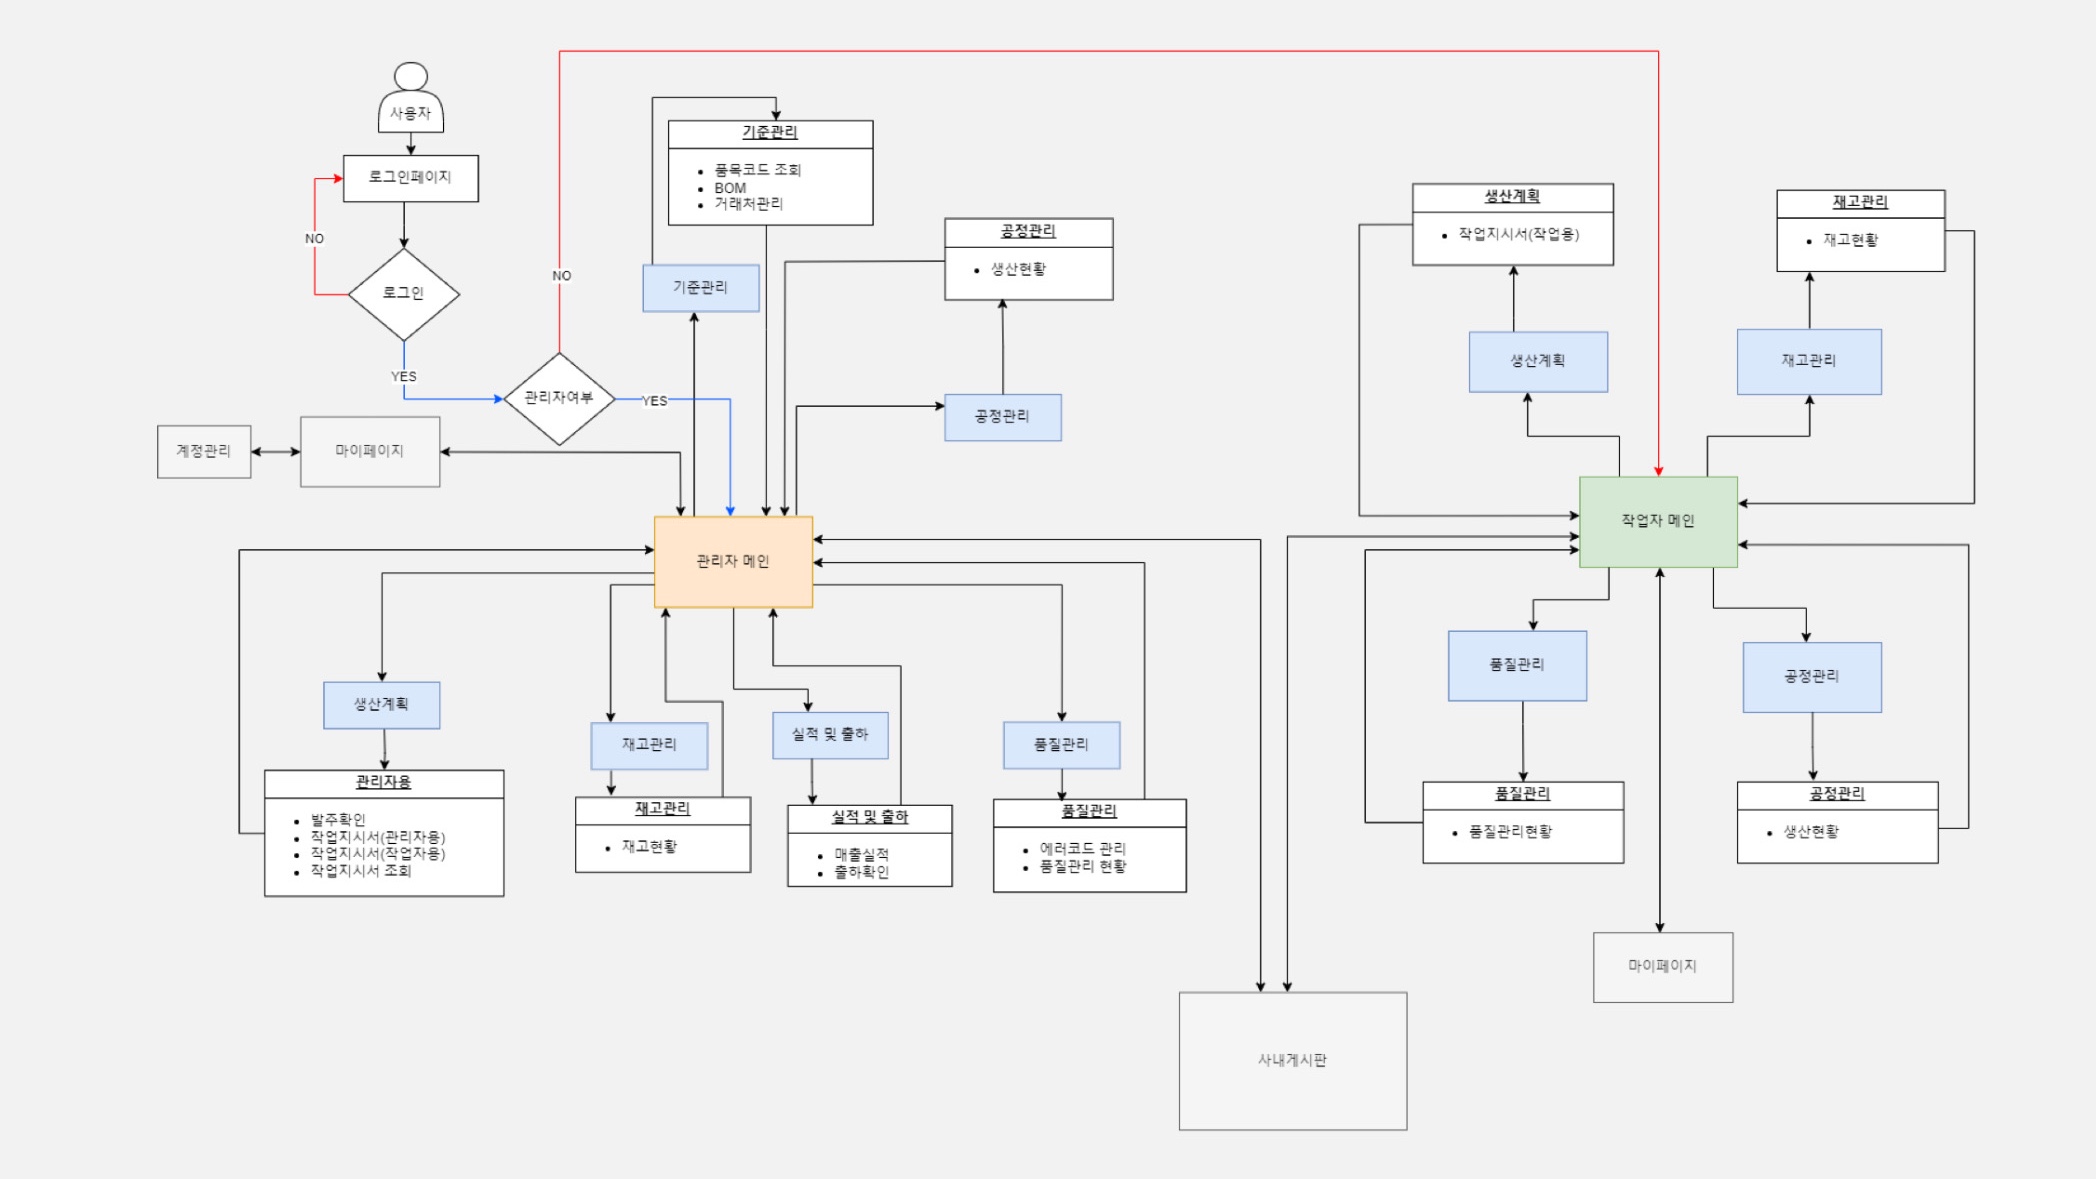 사용자
로그인페이지
NO
로그인
YES
관리자여부
NO
YES
계정관리
마이페이지
기준관리
품목코드 조회
BOM
거래처관리
기준관리
공정관리
생산현황
공정관리
관리자 메인
생산계획
관리자용
발주확인
작업지시서(관리자용)
작업지시서(작업자용)
작업지시서 조회
재고관리
재고관리
재고현황
실적 및 출하
실적 및 출하
매출실적
출하확인
품질관리
품질관리
에러코드 관리
품질관리 현황
생산계획
작업지시서(작업용)
생산계획
재고관리
재고현황
재고관리
작업자 메인
품질관리
품질관리
품질관리현황
공정관리
공정관리
생산현황
마이페이지
사내게시판